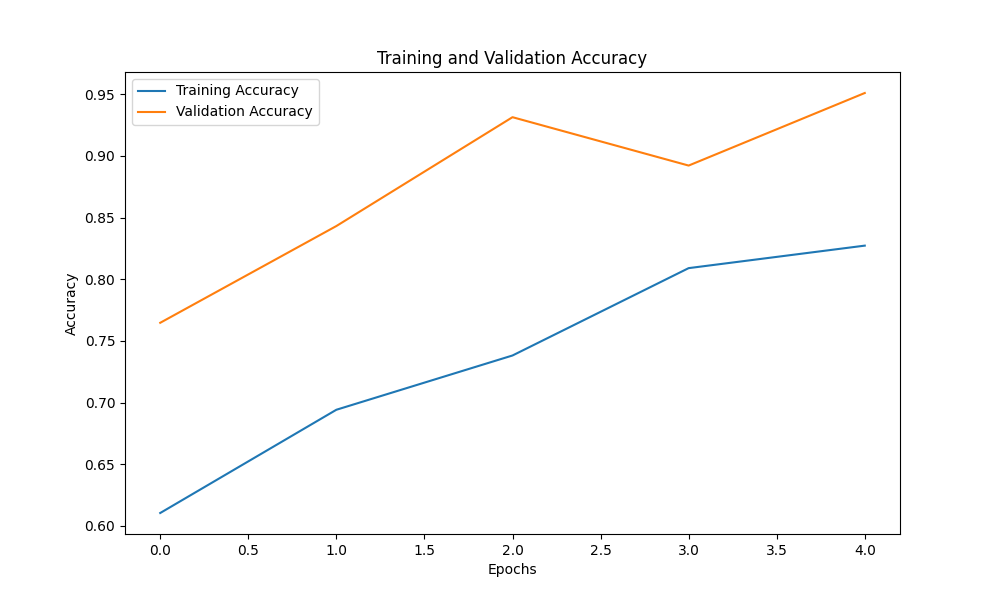 Training and Validation Accuracy
Training Accuracy
Validation Accuracy
0.95
0.90
0.85
0.80
0.75
0.70
0.65
0.60
Accuracy
0.0 0.5 1.0 1.5 2.0 2.5 3.0 3.5 4.0
Epochs